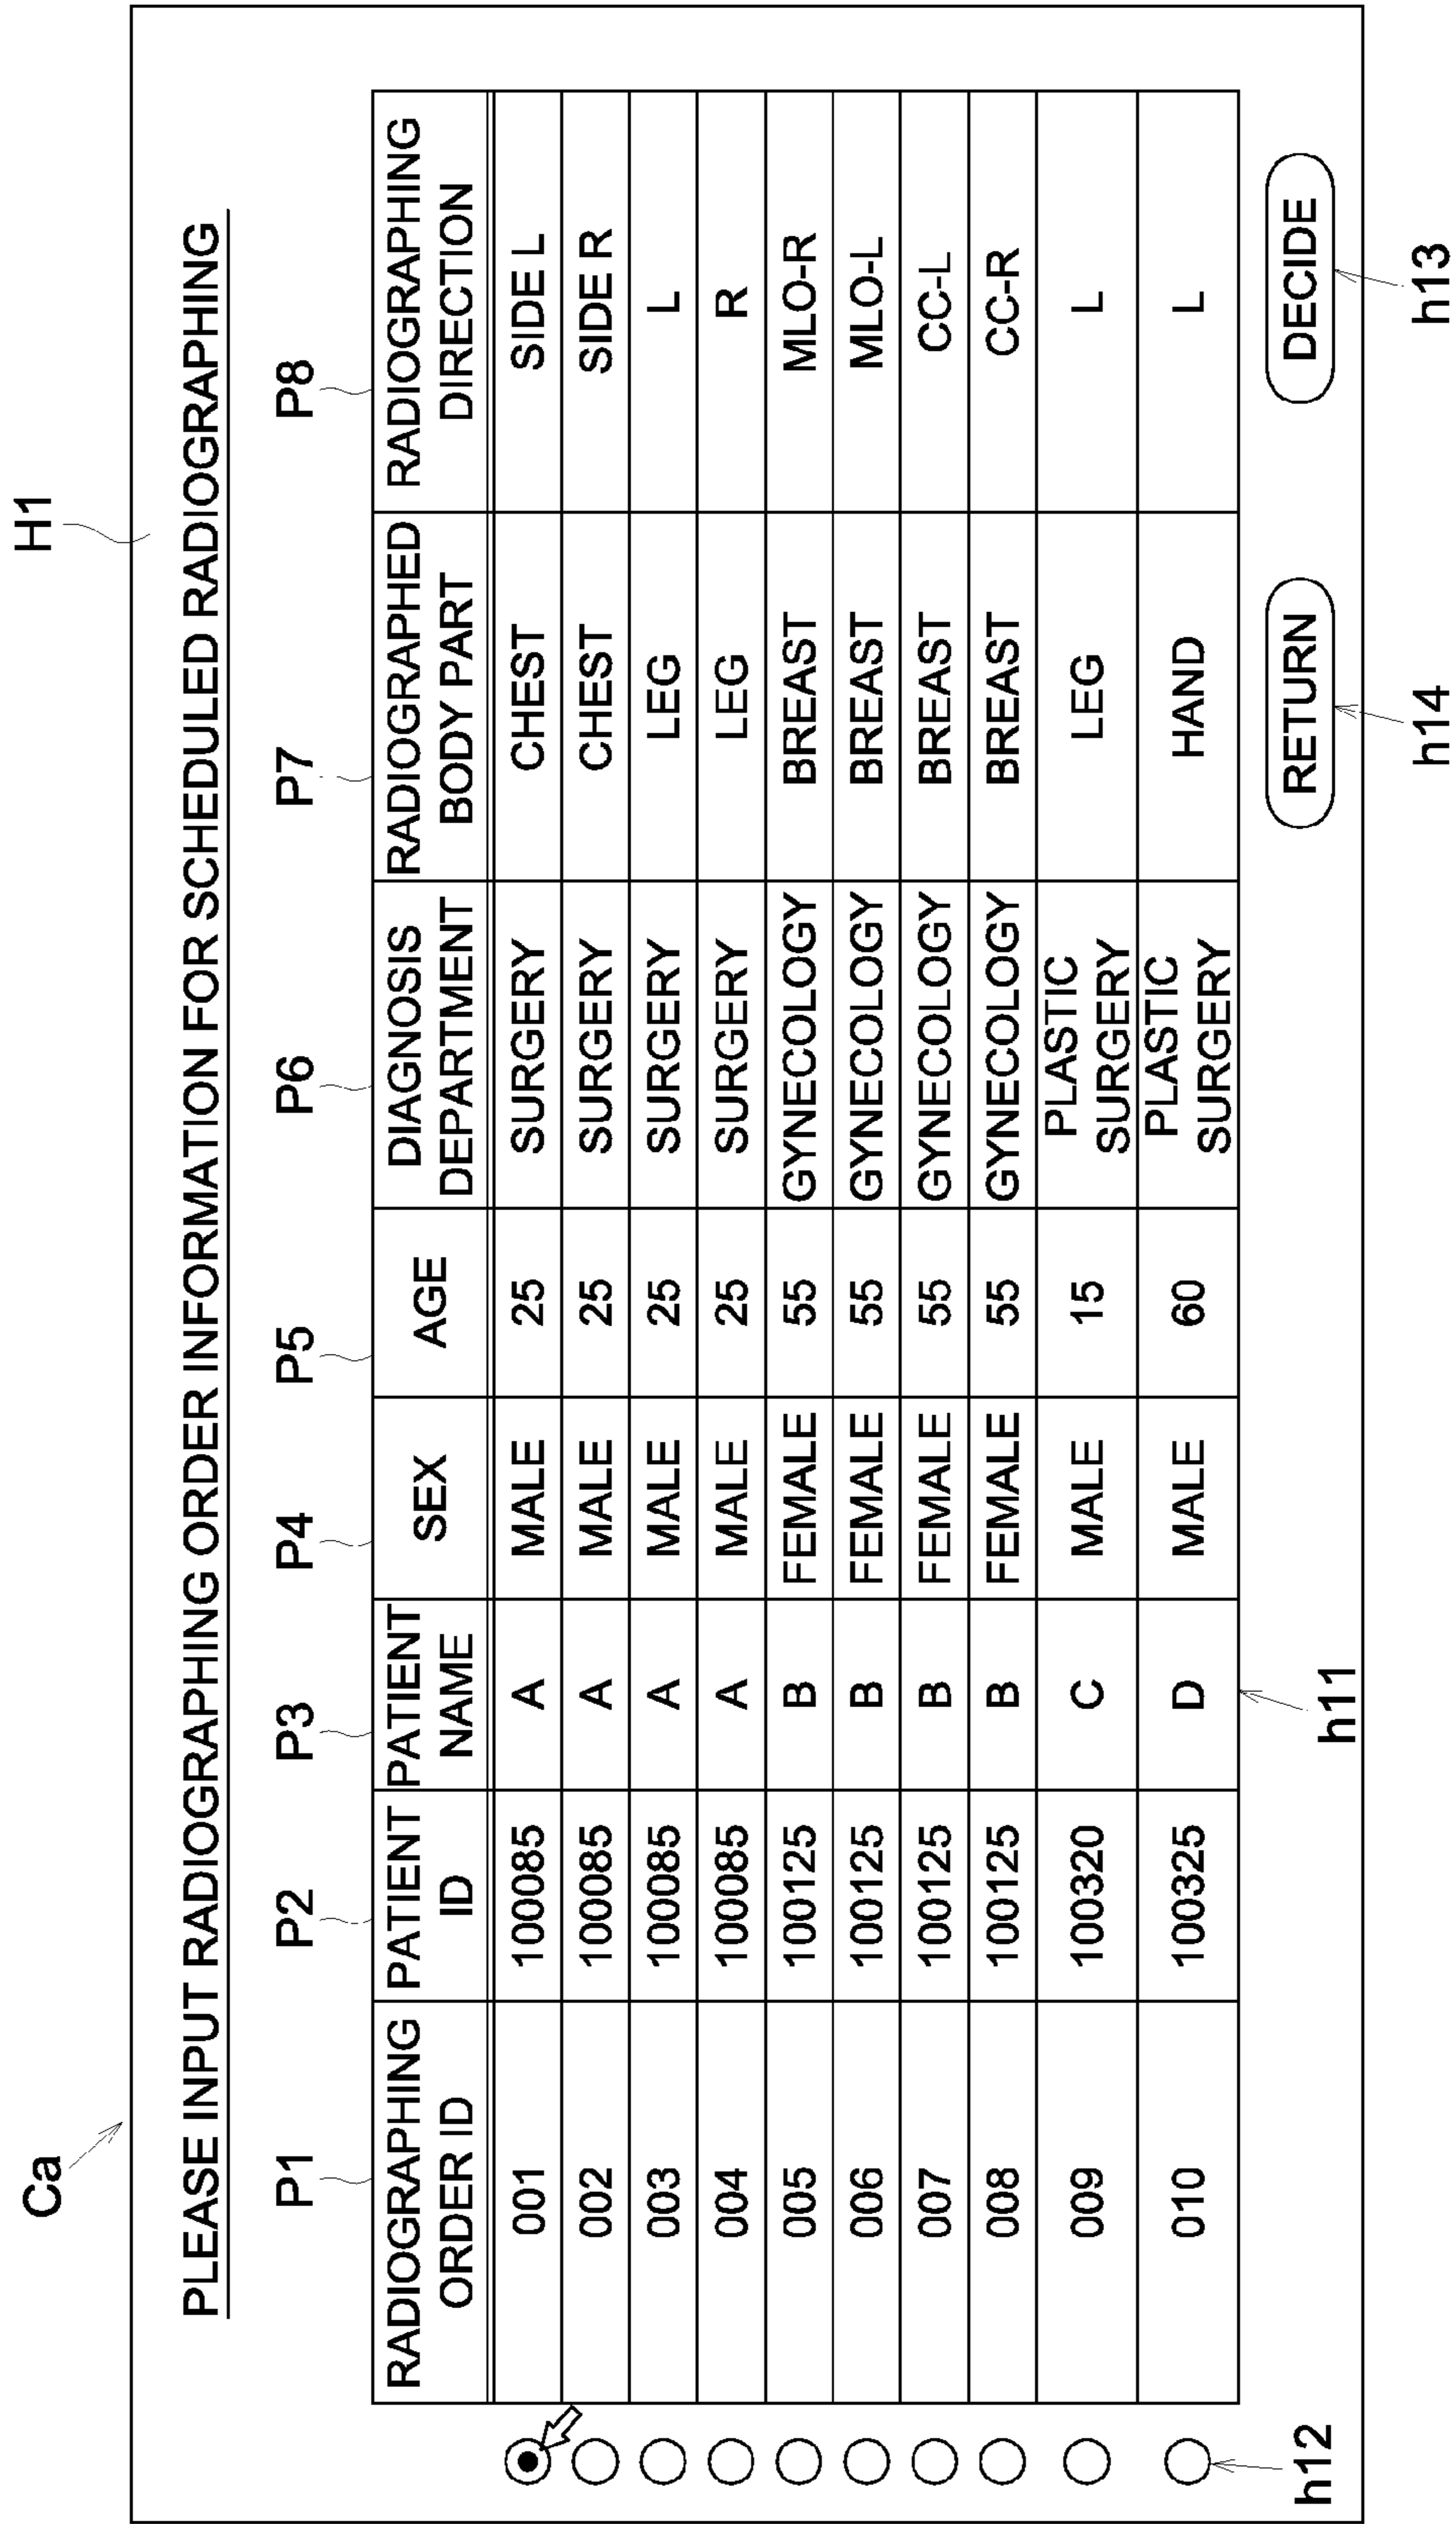 Ca
H1
PLEASE INPUT RADIOGRAPHING ORDER INFORMATION FOR SCHEDULED RADIOGRAPHING
P1 P2 P3 P4 P5 P6 P7 P8
RADIOGRAPHING ORDER ID PATIENT ID PATIENT NAME SEX AGE DIAGNOSIS DEPARTMENT RADIOGRAPHED BODY PART RADIOGRAPHING DIRECTION
001 100085 A MALE 25 SURGERY CHEST SIDE L
002 100085 A MALE 25 SURGERY CHEST SIDE R
003 100085 A MALE 25 SURGERY LEG L
004 100085 A MALE 25 SURGERY LEG R
005 100125 B FEMALE 55 GYNECOLOGY BREAST MLO-R
006 100125 B FEMALE 55 GYNECOLOGY BREAST MLO-L
007 100125 B FEMALE 55 GYNECOLOGY BREAST CC-L
008 100125 B FEMALE 55 GYNECOLOGY BREAST CC-R
009 100320 C MALE 15 PLASTIC SURGERY LEG L
010 100325 D MALE 60 PLASTIC SURGERY HAND L
RETURN DECIDE
h12 h11 h14 h13